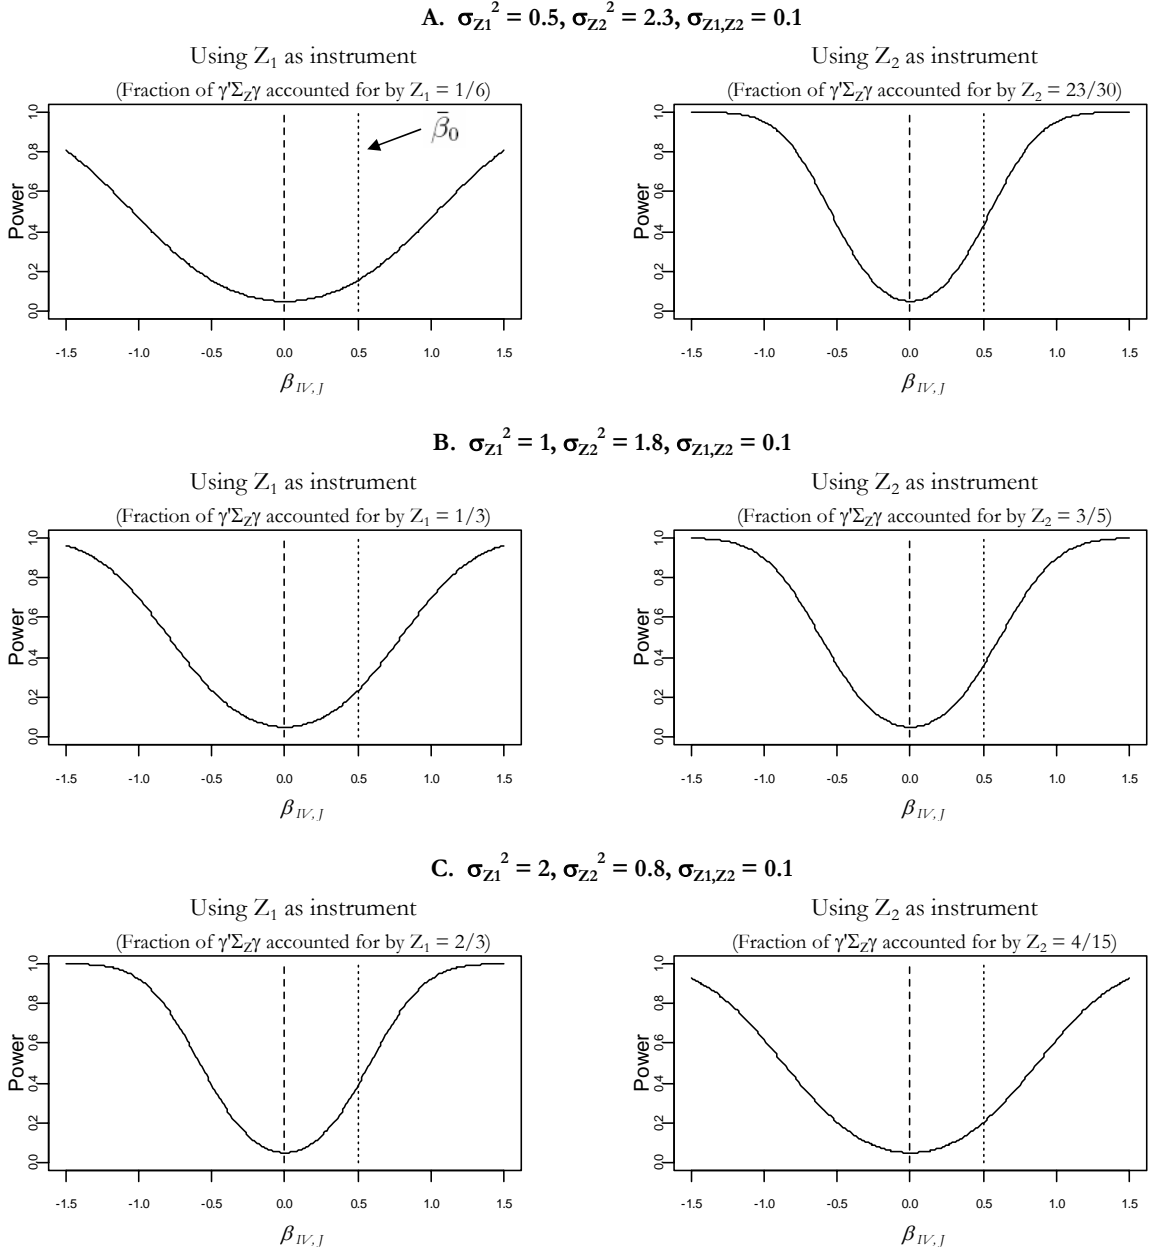 A. σZ1² = 0.5, σZ2² = 2.3, σZ1,Z2 = 0.1
Using Z₁ as instrument
(Fraction of γ'Σ_Zγ accounted for by Z₁ = 1/6)
Power
0.0 0.2 0.4 0.6 0.8 1.0
β̄₀
-1.5 -1.0 -0.5 0.0 0.5 1.0 1.5
β IV, J
Using Z₂ as instrument
(Fraction of γ'Σ_Zγ accounted for by Z₂ = 23/30)
Power
0.0 0.2 0.4 0.6 0.8 1.0
-1.5 -1.0 -0.5 0.0 0.5 1.0 1.5
β IV, J
B. σZ1² = 1, σZ2² = 1.8, σZ1,Z2 = 0.1
Using Z₁ as instrument
(Fraction of γ'Σ_Zγ accounted for by Z₁ = 1/3)
Power
0.0 0.2 0.4 0.6 0.8 1.0
-1.5 -1.0 -0.5 0.0 0.5 1.0 1.5
β IV, J
Using Z₂ as instrument
(Fraction of γ'Σ_Zγ accounted for by Z₂ = 3/5)
Power
0.0 0.2 0.4 0.6 0.8 1.0
-1.5 -1.0 -0.5 0.0 0.5 1.0 1.5
β IV, J
C. σZ1² = 2, σZ2² = 0.8, σZ1,Z2 = 0.1
Using Z₁ as instrument
(Fraction of γ'Σ_Zγ accounted for by Z₁ = 2/3)
Power
0.0 0.2 0.4 0.6 0.8 1.0
-1.5 -1.0 -0.5 0.0 0.5 1.0 1.5
β IV, J
Using Z₂ as instrument
(Fraction of γ'Σ_Zγ accounted for by Z₂ = 4/15)
Power
0.0 0.2 0.4 0.6 0.8 1.0
-1.5 -1.0 -0.5 0.0 0.5 1.0 1.5
β IV, J